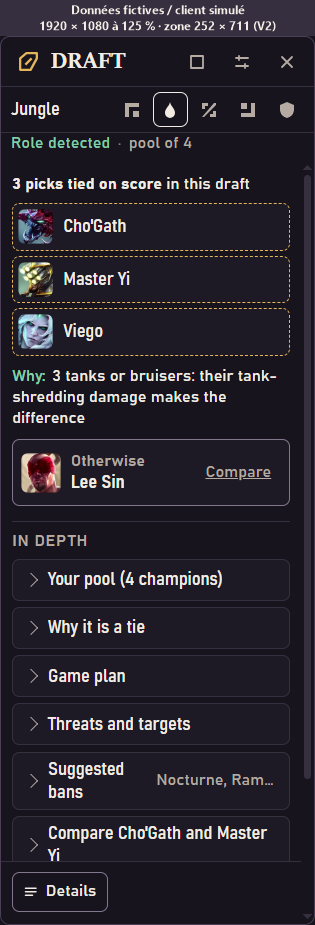 Données fictives / client simulé
1920 × 1080 à 125 % · zone 252 × 711 (V2)
DRAFT
Jungle
Role detected · pool of 4
3 picks tied on score in this draft
Cho'Gath
Master Yi
Viego
Why: 3 tanks or bruisers: their tank-
shredding damage makes the
difference
Otherwise
Lee Sin
Compare
IN DEPTH
Your pool (4 champions)
Why it is a tie
Game plan
Threats and targets
Suggested
bans
Nocturne, Ram...
Compare Cho'Gath and Master
Yi
Details